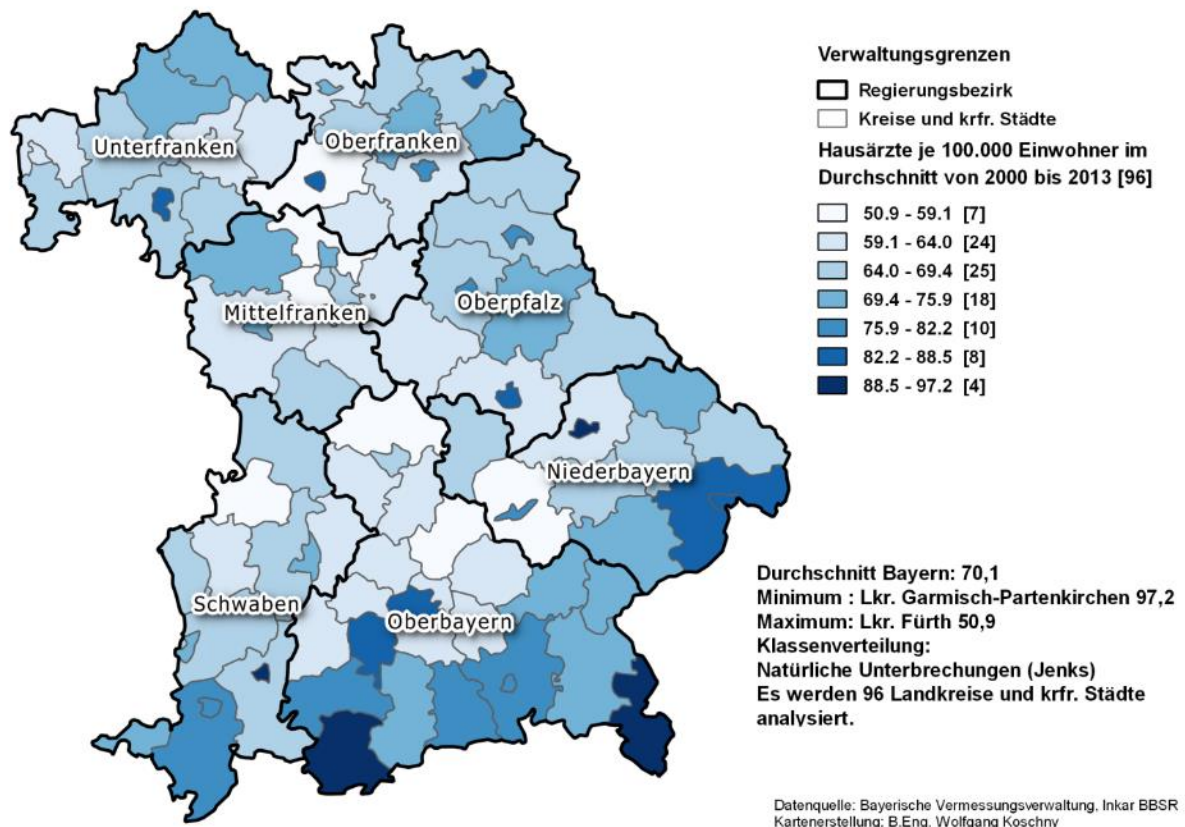 Unterfranken
Oberfranken
Mittelfranken
Oberpfalz
Niederbayern
Schwaben
Oberbayern
Verwaltungsgrenzen
Regierungsbezirk
Kreise und krfr. Städte
Hausärzte je 100.000 Einwohner im
Durchschnitt von 2000 bis 2013 [96]
50.9 - 59.1 [7]
59.1 - 64.0 [24]
64.0 - 69.4 [25]
69.4 - 75.9 [18]
75.9 - 82.2 [10]
82.2 - 88.5 [8]
88.5 - 97.2 [4]
Durchschnitt Bayern: 70,1
Minimum : Lkr. Garmisch-Partenkirchen 97,2
Maximum: Lkr. Fürth 50,9
Klassenverteilung:
Natürliche Unterbrechungen (Jenks)
Es werden 96 Landkreise und krfr. Städte
analysiert.
Datenquelle: Bayerische Vermessungsverwaltung, Inkar BBSR
Kartenerstellung: B.Eng. Wolfgang Koschny